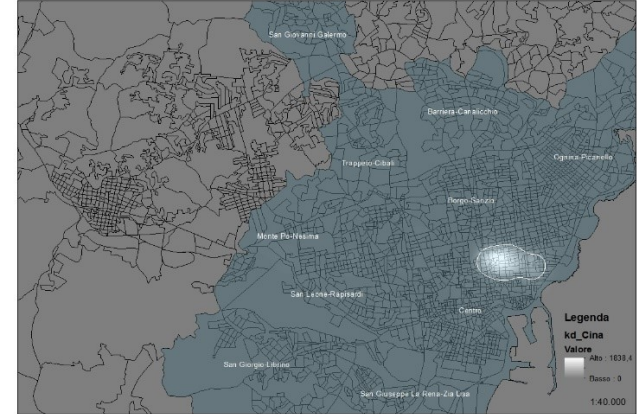 San Giovanni Galermo
Barriera-Canalicchio
Ognina-Picanello
Trappeto-Cibali
Borgo-Sanzio
Monte Po-Nesima
San Leone-Rapisardi
Centro
San Giorgio-Librino
San Giuseppe La Rena-Zia Lisa
Legenda
kd_Cina
Valore
Alto : 1638,4
Basso : 0
1:40.000